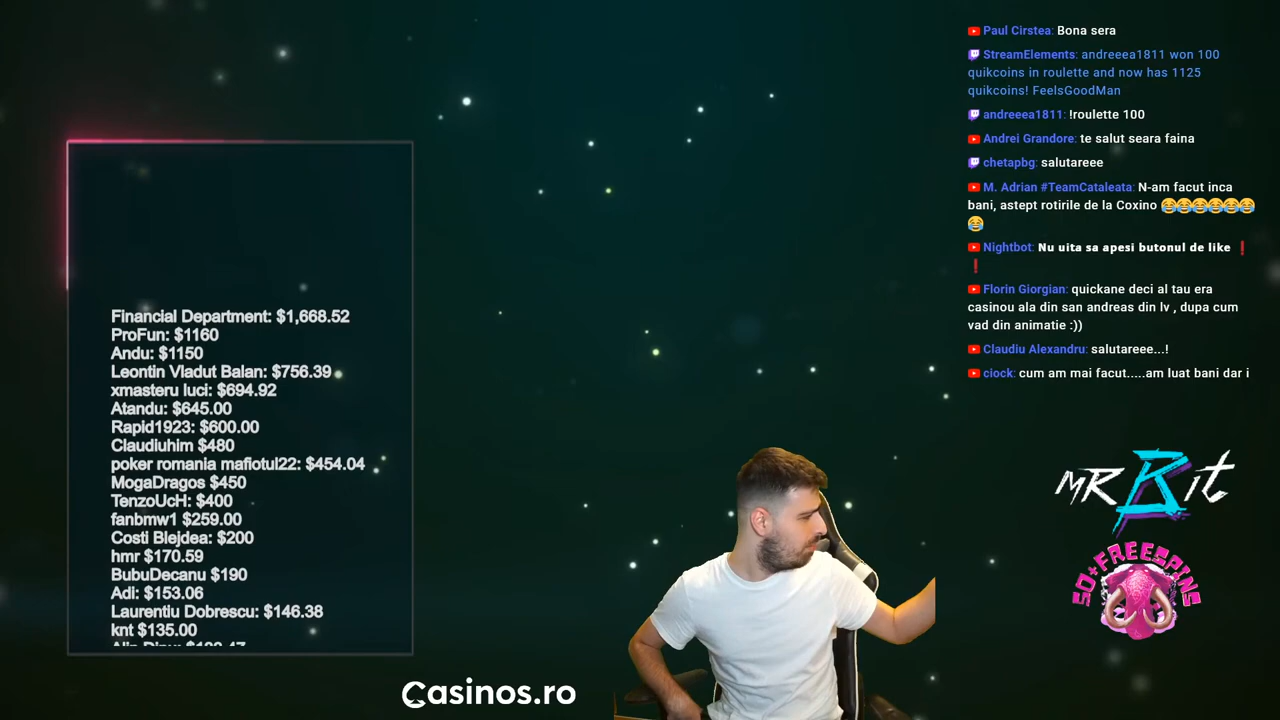 Financial Department: $1,668.52
ProFun: $1160
Andu: $1150
Leontin Vladut Balan: $756.39
xmasteru luci: $694.92
Atandu: $645.00
Rapid1923: $600.00
Claudiuhim $480
poker romania mafiotul22: $454.04
MogaDragos $450
TenzoUcH: $400
fanbmw1 $259.00
Costi Blejdea: $200
hmr $170.59
BubuDecanu $190
Adi: $153.06
Laurentiu Dobrescu: $146.38
knt $135.00
Casinos.ro
Paul Cirstea: Bona sera
StreamElements: andreeea1811 won 100
quikcoins in roulette and now has 1125
quikcoins! FeelsGoodMan
andreeea1811: !roulette 100
Andrei Grandore: te salut seara faina
chetapbg: salutareee
M. Adrian #TeamCataleata: N-am facut inca
bani, astept rotirile de la Coxino 😂😂😂😂😂😂
😂
Nightbot: Nu uita sa apesi butonul de like ❗
❗
Florin Giorgian: quickane deci al tau era
casinou ala din san andreas din lv , dupa cum
vad din animatie :))
Claudiu Alexandru: salutareee...!
ciock: cum am mai facut.....am luat bani dar i
MR Bit
50+FREESPINS